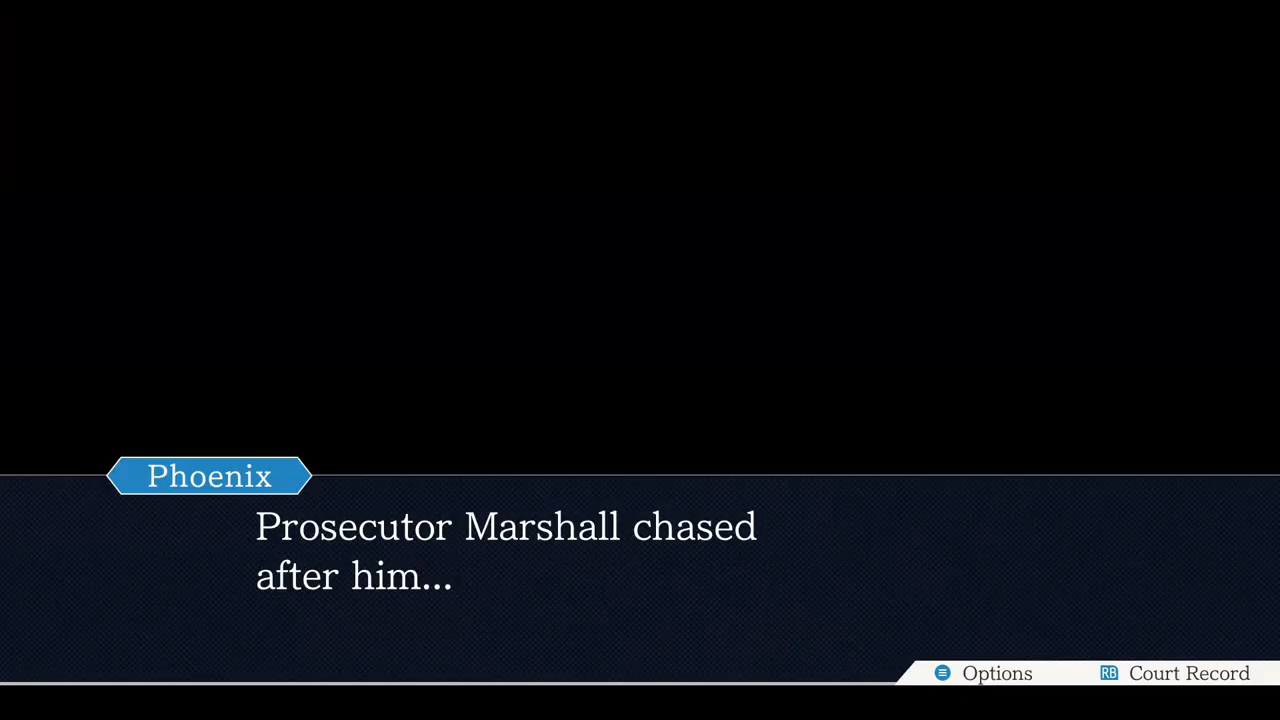 Phoenix
Prosecutor Marshall chased
after him...
Options
RB Court Record